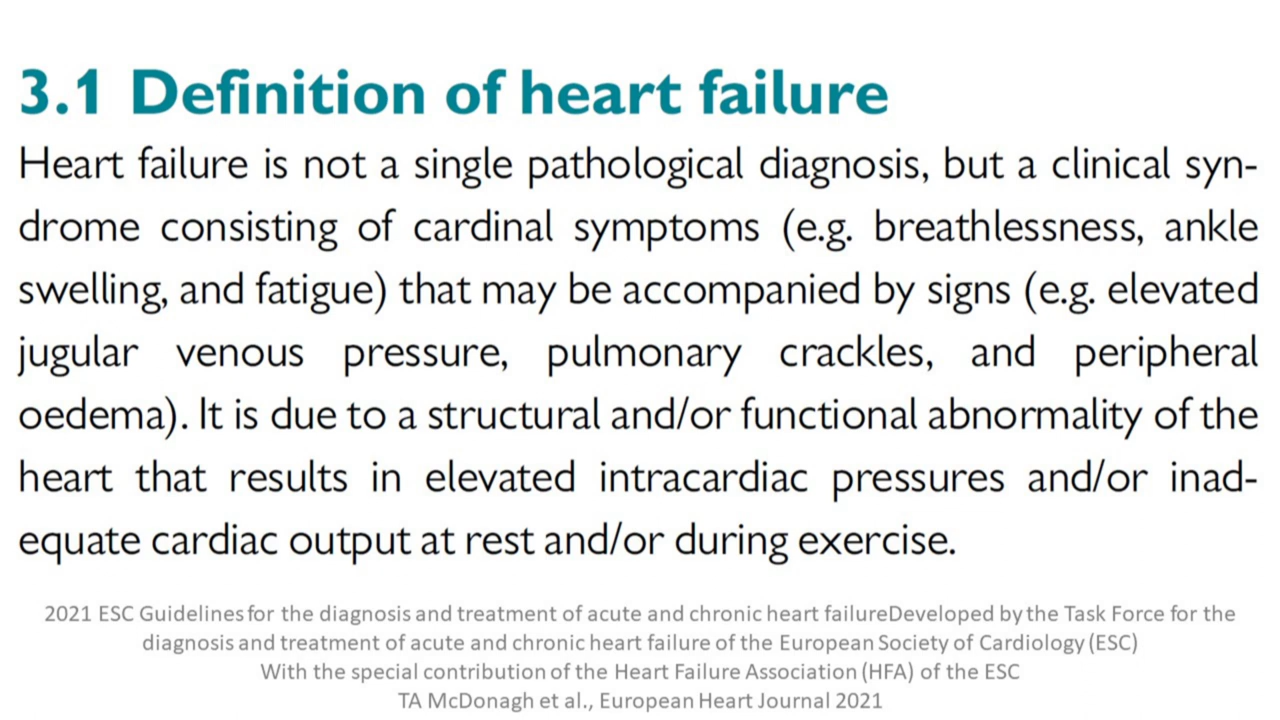 3.1 Definition of heart failure
Heart failure is not a single pathological diagnosis, but a clinical syn-
drome consisting of cardinal symptoms (e.g. breathlessness, ankle
swelling, and fatigue) that may be accompanied by signs (e.g. elevated
jugular venous pressure, pulmonary crackles, and peripheral
oedema). It is due to a structural and/or functional abnormality of the
heart that results in elevated intracardiac pressures and/or inad-
equate cardiac output at rest and/or during exercise.
2021 ESC Guidelines for the diagnosis and treatment of acute and chronic heart failureDeveloped by the Task Force for the
diagnosis and treatment of acute and chronic heart failure of the European Society of Cardiology (ESC)
With the special contribution of the Heart Failure Association (HFA) of the ESC
TA McDonagh et al., European Heart Journal 2021